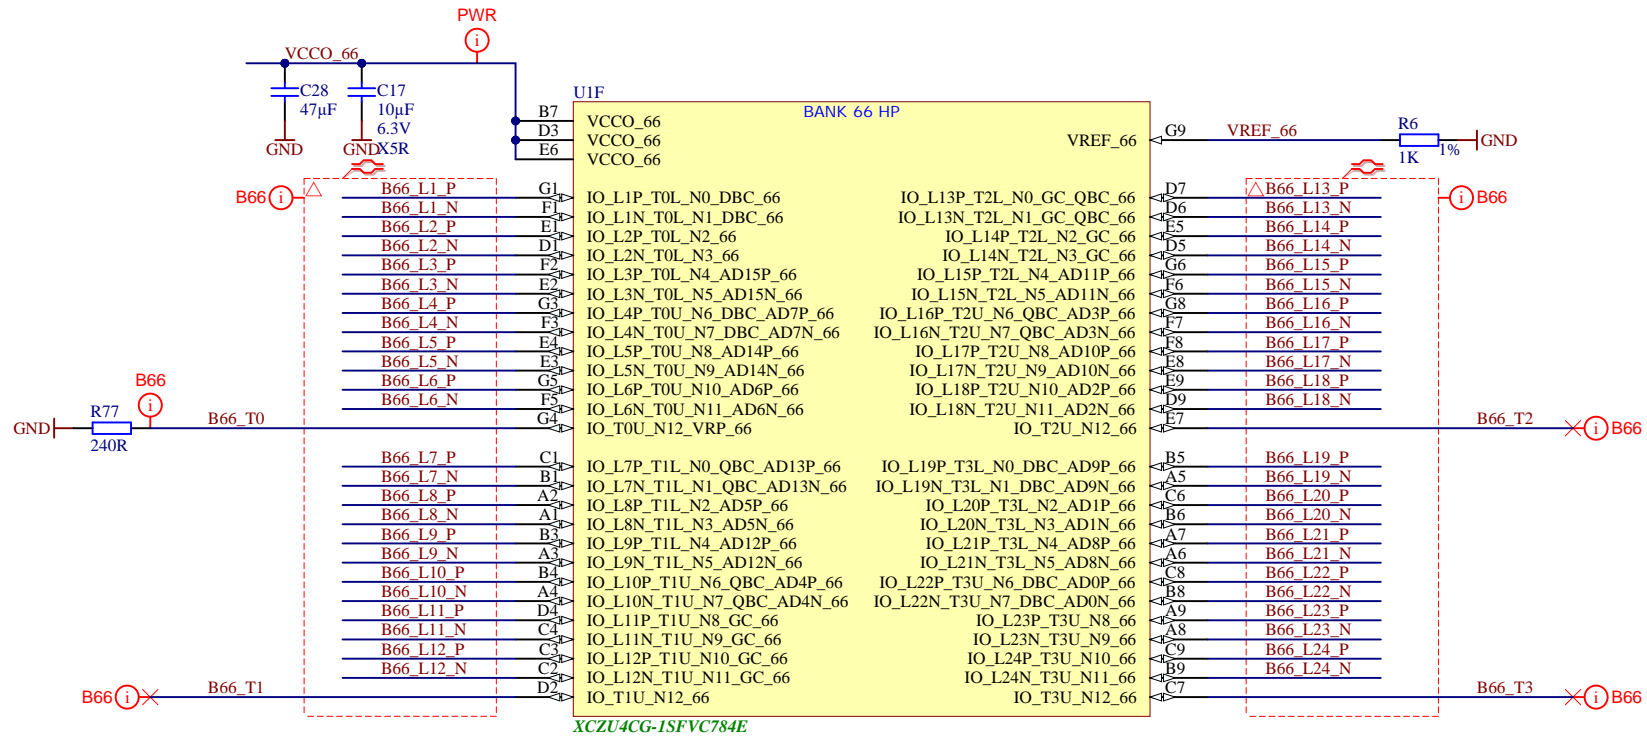 PWR
i
VCCO_66
C28
47µF
GND
C17
10µF
6.3V
X5R
GND
U1F
BANK 66 HP
B7 VCCO_66
D3 VCCO_66
E6 VCCO_66
VREF_66 G9 VREF_66
R6
1K
1%
GND
B66 i
i B66
B66_L1_P G1 IO_L1P_T0L_N0_DBC_66
B66_L1_N F1 IO_L1N_T0L_N1_DBC_66
B66_L2_P E1 IO_L2P_T0L_N2_66
B66_L2_N D1 IO_L2N_T0L_N3_66
B66_L3_P F2 IO_L3P_T0L_N4_AD15P_66
B66_L3_N E2 IO_L3N_T0L_N5_AD15N_66
B66_L4_P G3 IO_L4P_T0U_N6_DBC_AD7P_66
B66_L4_N F3 IO_L4N_T0U_N7_DBC_AD7N_66
B66_L5_P E4 IO_L5P_T0U_N8_AD14P_66
B66_L5_N E3 IO_L5N_T0U_N9_AD14N_66
B66_L6_P G5 IO_L6P_T0U_N10_AD6P_66
B66_L6_N F5 IO_L6N_T0U_N11_AD6N_66
B66
i
GND
R77
240R
B66_T0 G4 IO_T0U_N12_VRP_66
B66_L7_P C1 IO_L7P_T1L_N0_QBC_AD13P_66
B66_L7_N B1 IO_L7N_T1L_N1_QBC_AD13N_66
B66_L8_P A2 IO_L8P_T1L_N2_AD5P_66
B66_L8_N A1 IO_L8N_T1L_N3_AD5N_66
B66_L9_P B3 IO_L9P_T1L_N4_AD12P_66
B66_L9_N A3 IO_L9N_T1L_N5_AD12N_66
B66_L10_P B4 IO_L10P_T1U_N6_QBC_AD4P_66
B66_L10_N A4 IO_L10N_T1U_N7_QBC_AD4N_66
B66_L11_P D4 IO_L11P_T1U_N8_GC_66
B66_L11_N C4 IO_L11N_T1U_N9_GC_66
B66_L12_P C3 IO_L12P_T1U_N10_GC_66
B66_L12_N C2 IO_L12N_T1U_N11_GC_66
B66 i B66_T1 D2 IO_T1U_N12_66
IO_L13P_T2L_N0_GC_QBC_66 D7 B66_L13_P
IO_L13N_T2L_N1_GC_QBC_66 D6 B66_L13_N
IO_L14P_T2L_N2_GC_66 E5 B66_L14_P
IO_L14N_T2L_N3_GC_66 D5 B66_L14_N
IO_L15P_T2L_N4_AD11P_66 G6 B66_L15_P
IO_L15N_T2L_N5_AD11N_66 F6 B66_L15_N
IO_L16P_T2U_N6_QBC_AD3P_66 G8 B66_L16_P
IO_L16N_T2U_N7_QBC_AD3N_66 F7 B66_L16_N
IO_L17P_T2U_N8_AD10P_66 F8 B66_L17_P
IO_L17N_T2U_N9_AD10N_66 E8 B66_L17_N
IO_L18P_T2U_N10_AD2P_66 E9 B66_L18_P
IO_L18N_T2U_N11_AD2N_66 D9 B66_L18_N
IO_T2U_N12_66 E7 B66_T2 i B66
IO_L19P_T3L_N0_DBC_AD9P_66 B5 B66_L19_P
IO_L19N_T3L_N1_DBC_AD9N_66 A5 B66_L19_N
IO_L20P_T3L_N2_AD1P_66 C6 B66_L20_P
IO_L20N_T3L_N3_AD1N_66 B6 B66_L20_N
IO_L21P_T3L_N4_AD8P_66 A7 B66_L21_P
IO_L21N_T3L_N5_AD8N_66 A6 B66_L21_N
IO_L22P_T3U_N6_DBC_AD0P_66 C8 B66_L22_P
IO_L22N_T3U_N7_DBC_AD0N_66 B8 B66_L22_N
IO_L23P_T3U_N8_66 A9 B66_L23_P
IO_L23N_T3U_N9_66 A8 B66_L23_N
IO_L24P_T3U_N10_66 C9 B66_L24_P
IO_L24N_T3U_N11_66 B9 B66_L24_N
IO_T3U_N12_66 C7 B66_T3 i B66
XCZU4CG-1SFVC784E